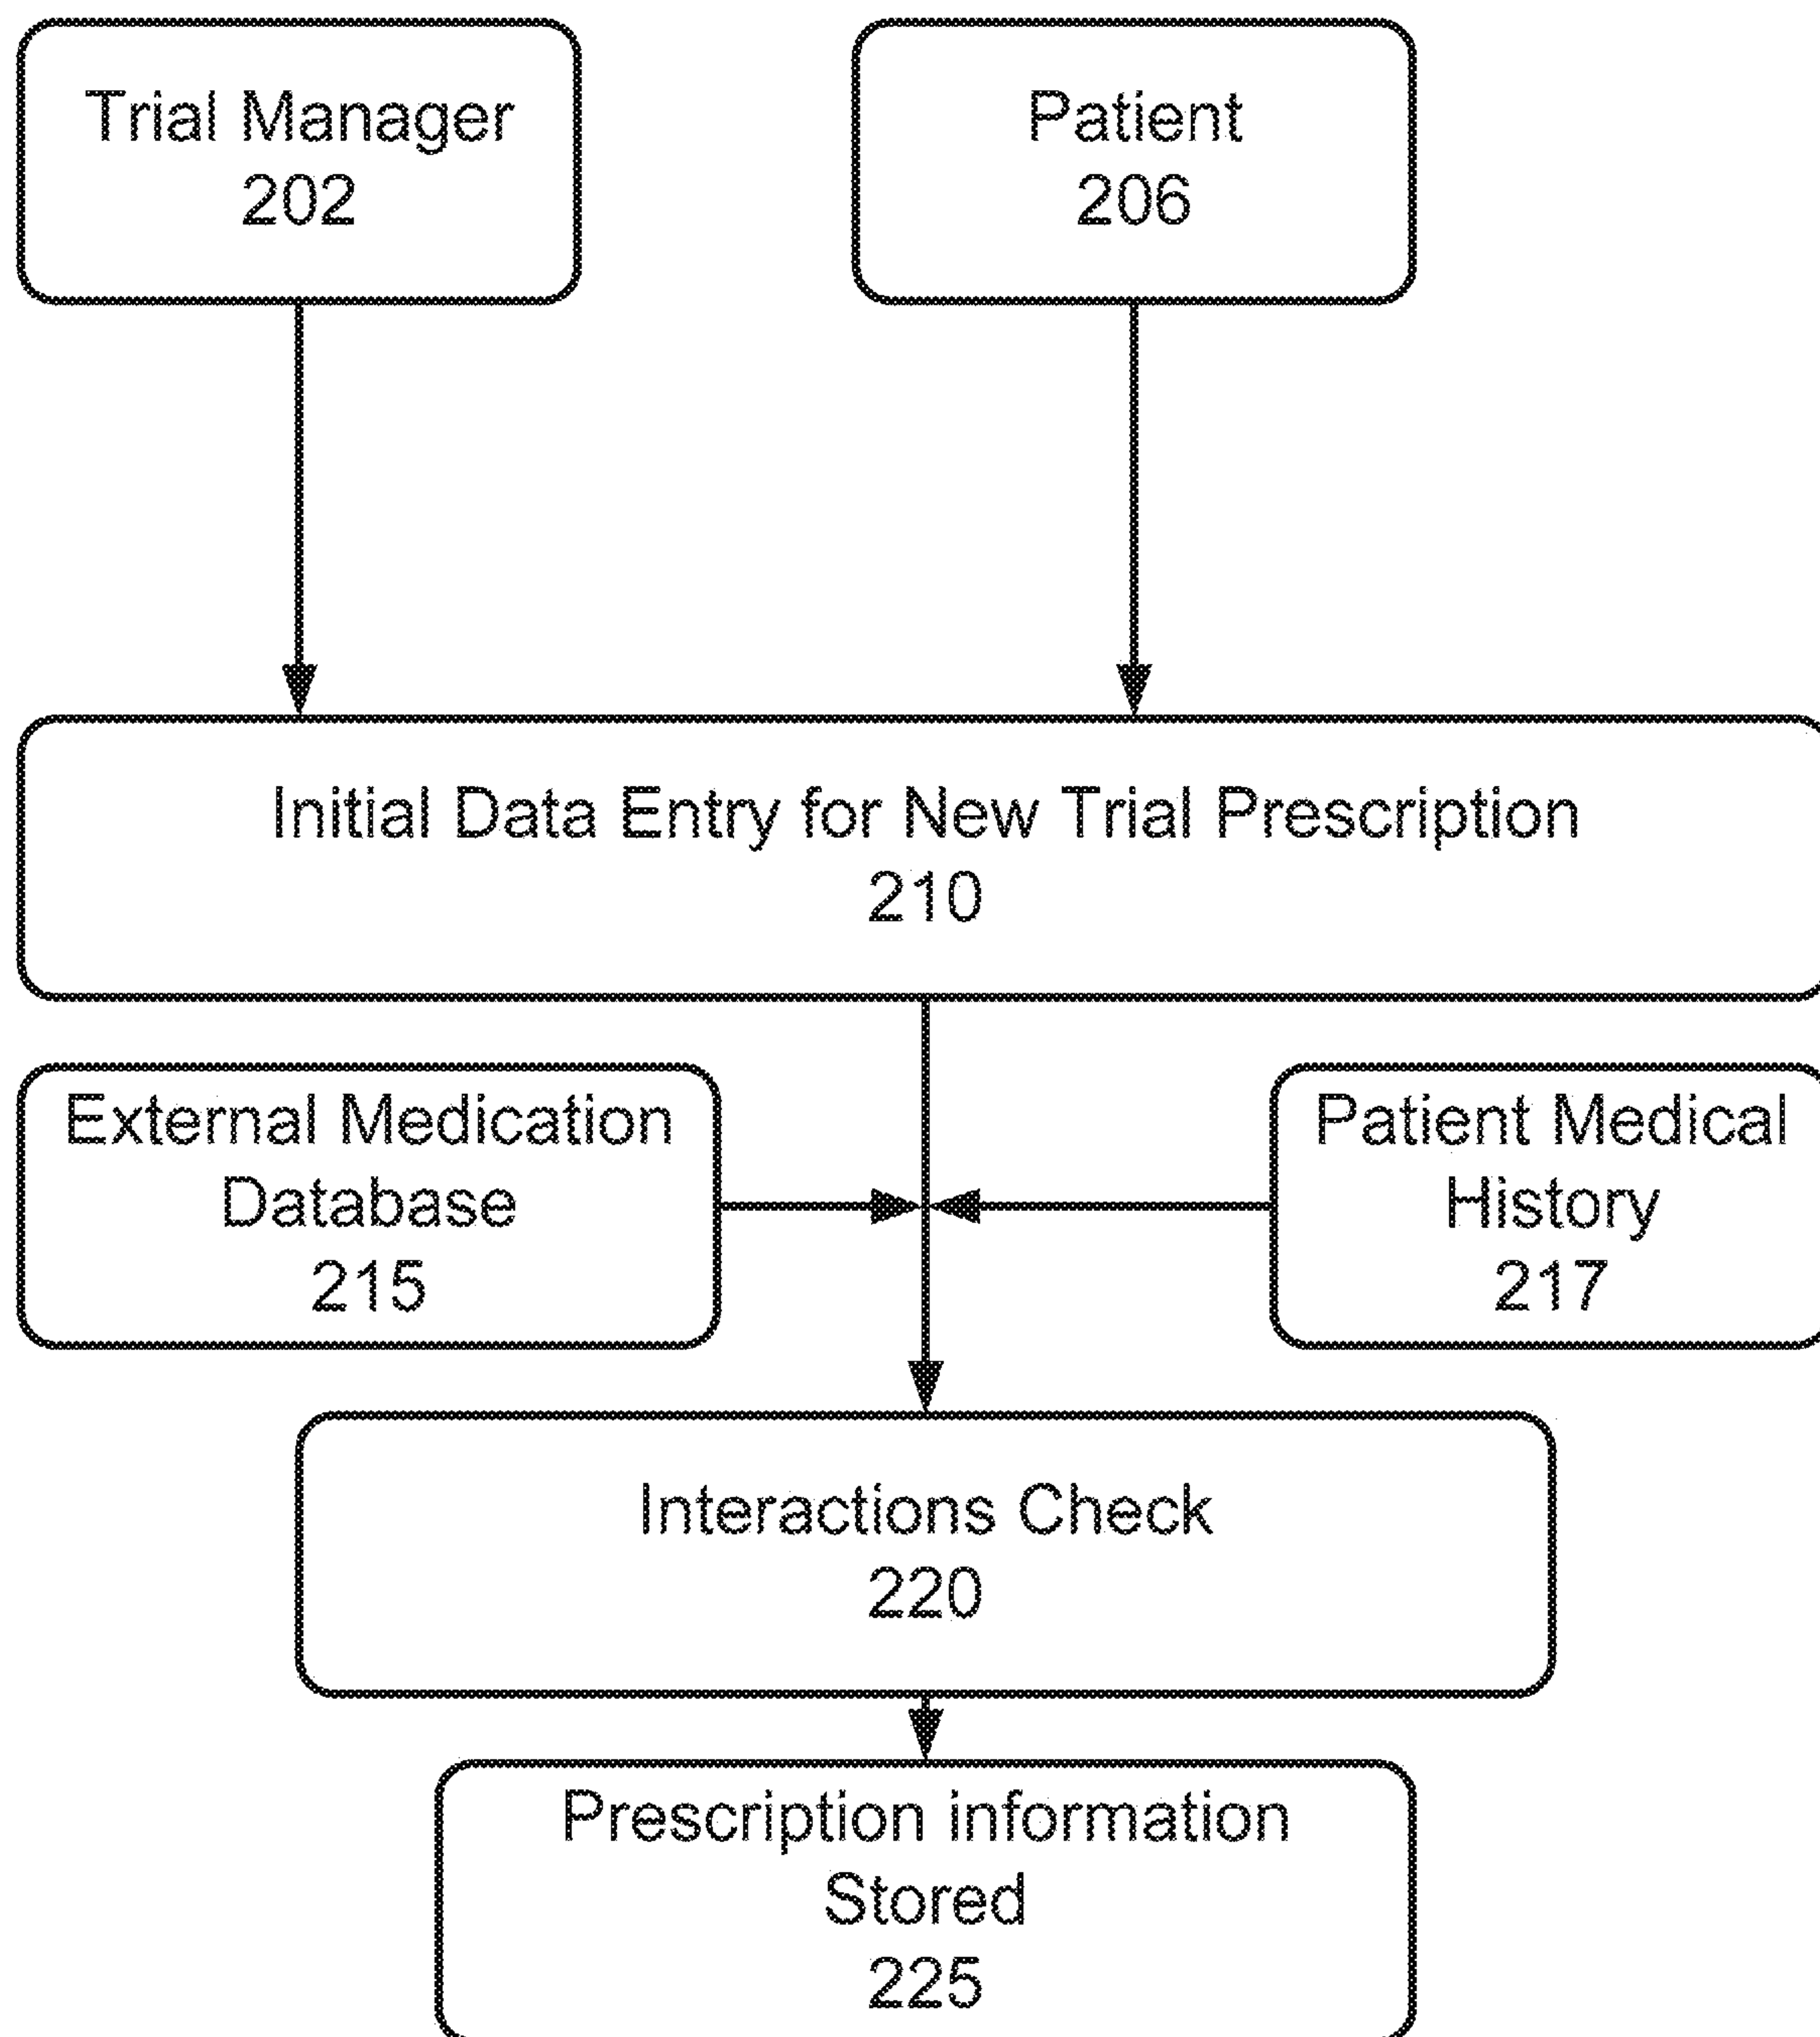 Trial Manager
202
Patient
206
Initial Data Entry for New Trial Prescription
210
External Medication
Database
215
Patient Medical
History
217
Interactions Check
220
Prescription information
Stored
225